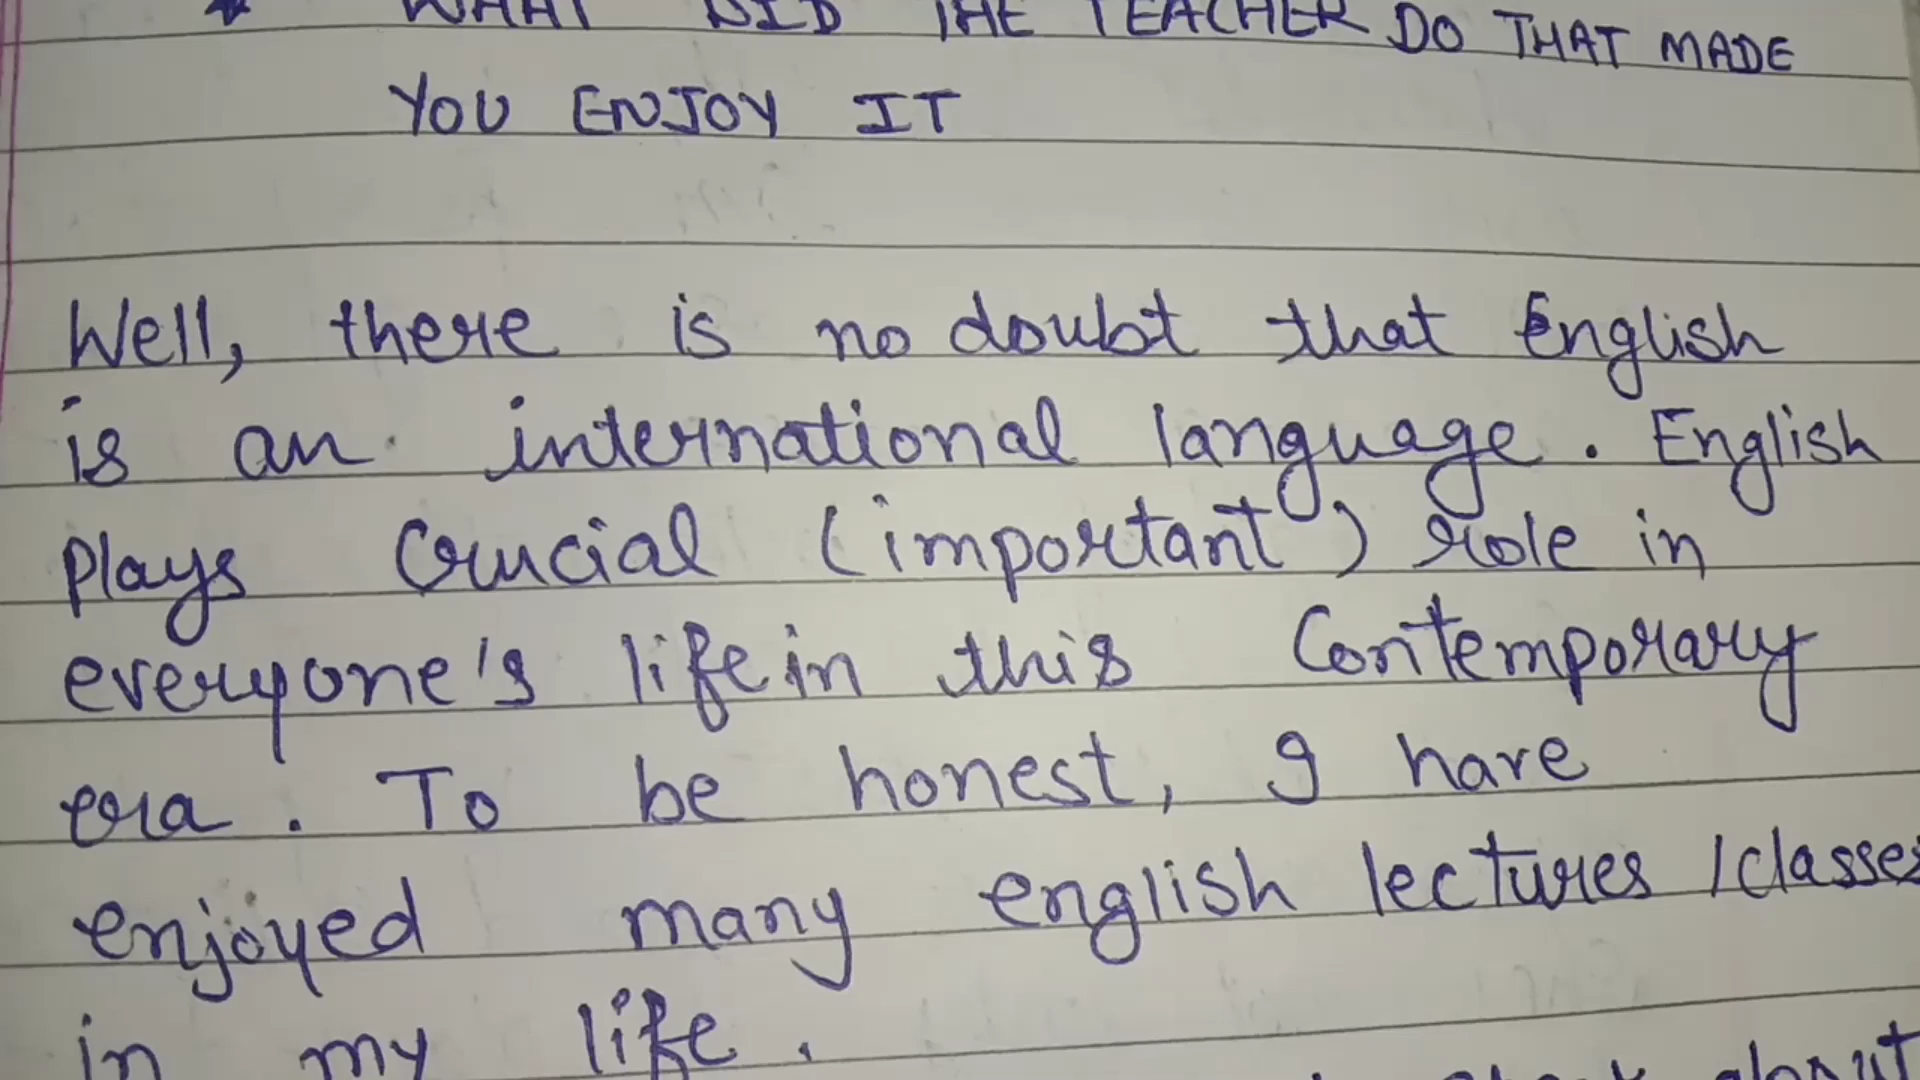 * WHAT DID THE TEACHER DO THAT MADE
YOU ENJOY IT
Well, there is no doubt that English
is an international language. English
plays crucial (important) role in
everyone's life in this Contemporary
era. To be honest, I have
enjoyed many english lectures /classes
in my life.
about